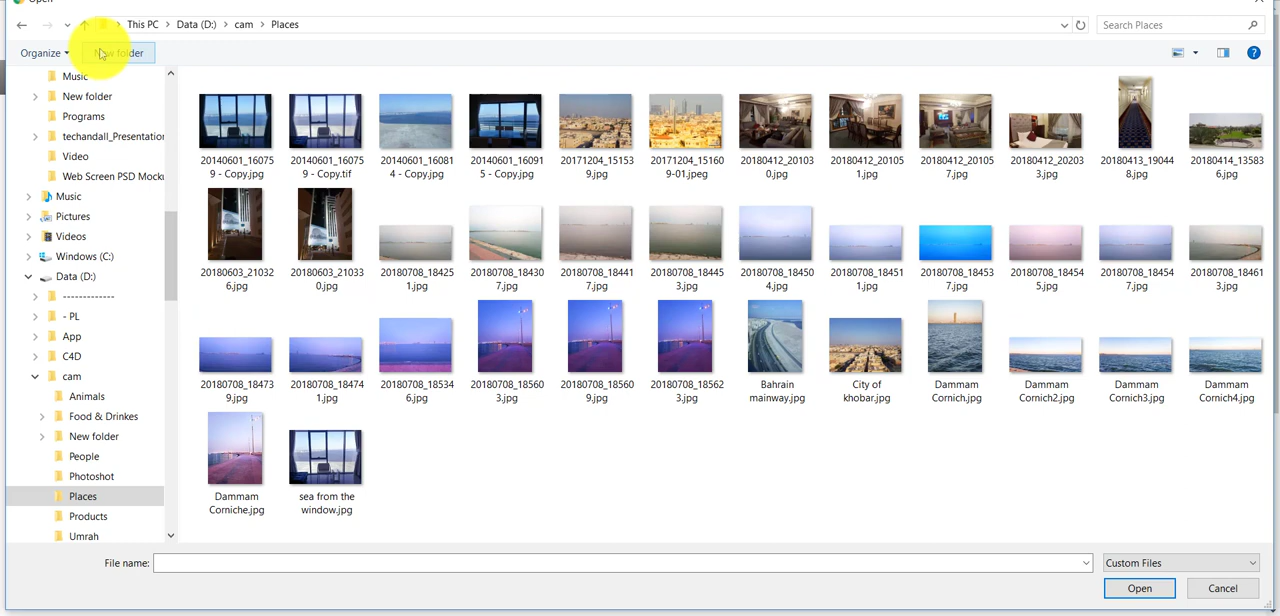 Open
This PC > Data (D:) > cam > Places
Search Places
Organize
New folder
Music
New folder
Programs
techandall_Presentation
Video
Web Screen PSD Mock
Music
Pictures
Videos
Windows (C:)
Data (D:)
-------------
- PL
App
C4D
cam
Animals
Food & Drinkes
New folder
People
Photoshot
Places
Products
Umrah
20140601_16075
9 - Copy.jpg
20140601_16075
9 - Copy.tif
20140601_16081
4 - Copy.jpg
20140601_16091
5 - Copy.jpg
20171204_15153
9.jpg
20171204_15160
9-01.jpeg
20180412_20103
0.jpg
20180412_20105
1.jpg
20180412_20105
7.jpg
20180412_20203
3.jpg
20180413_19044
8.jpg
20180414_13583
6.jpg
20180603_21032
6.jpg
20180603_21033
0.jpg
20180708_18425
1.jpg
20180708_18430
7.jpg
20180708_18441
7.jpg
20180708_18445
3.jpg
20180708_18450
4.jpg
20180708_18451
1.jpg
20180708_18453
7.jpg
20180708_18454
5.jpg
20180708_18454
7.jpg
20180708_18461
3.jpg
20180708_18473
9.jpg
20180708_18474
1.jpg
20180708_18534
6.jpg
20180708_18560
3.jpg
20180708_18560
9.jpg
20180708_18562
3.jpg
Bahrain
mainway.jpg
City of
khobar.jpg
Dammam
Cornich.jpg
Dammam
Cornich2.jpg
Dammam
Cornich3.jpg
Dammam
Cornich4.jpg
Dammam
Corniche.jpg
sea from the
window.jpg
File name:
Custom Files
Open
Cancel